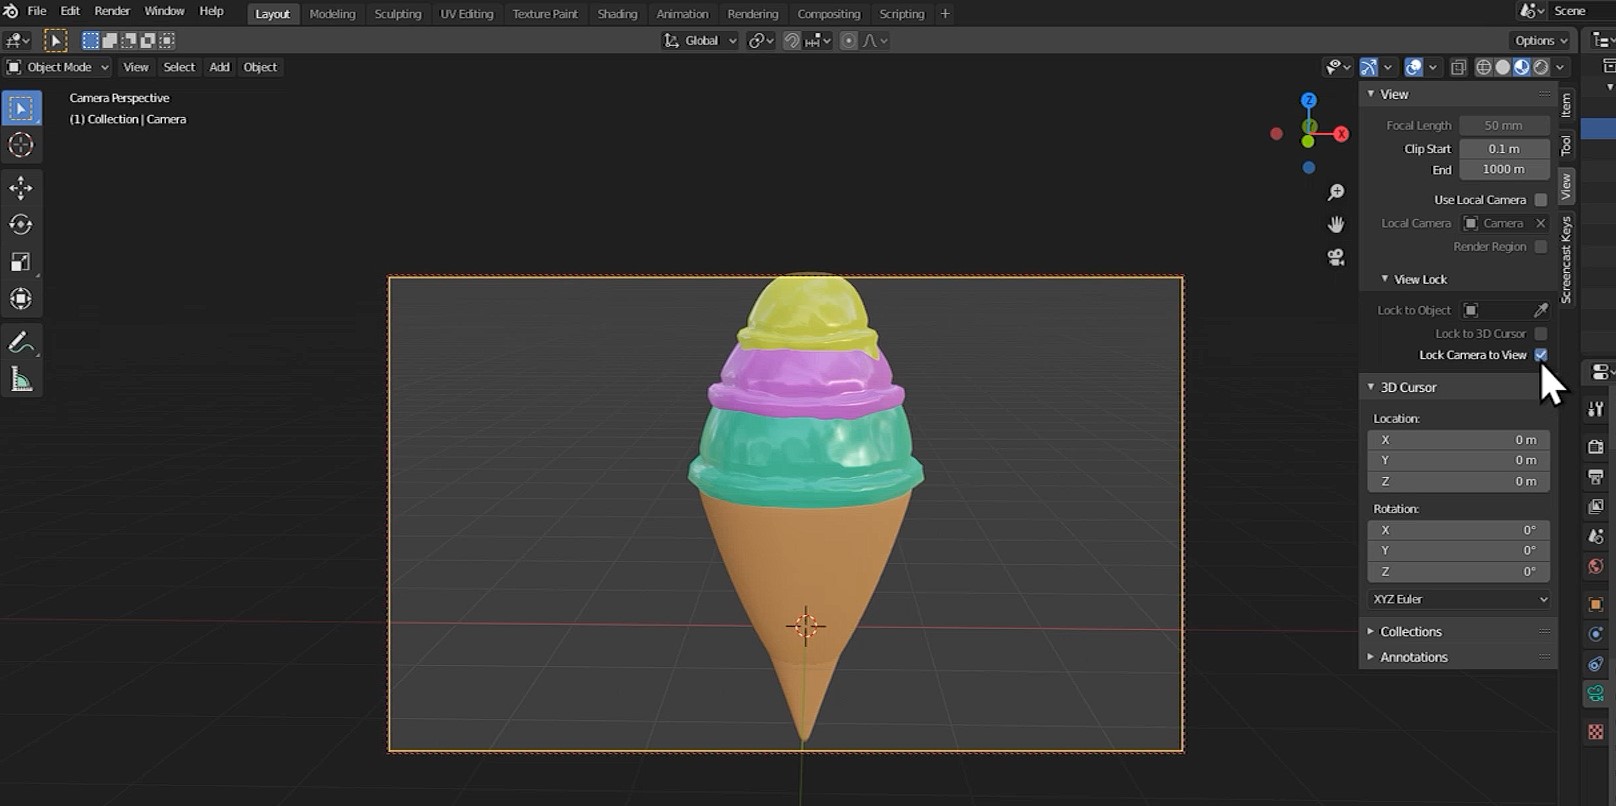 File Edit Render Window Help Layout Modeling Sculpting UV Editing Texture Paint Shading Animation Rendering Compositing Scripting + Scene
Global Options
Object Mode View Select Add Object
Camera Perspective
(1) Collection | Camera
Z
X
View
Focal Length 50 mm
Clip Start 0.1 m
End 1000 m
Use Local Camera
Local Camera Camera
Render Region
View Lock
Lock to Object
Lock to 3D Cursor
Lock Camera to View
3D Cursor
Location:
X 0 m
Y 0 m
Z 0 m
Rotation:
X 0°
Y 0°
Z 0°
XYZ Euler
Collections
Annotations
Item
Tool
View
Screencast Keys